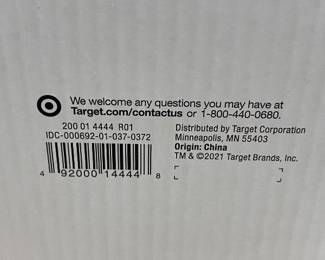 We welcome any questions you may have at
Target.com/contactus or 1-800-440-0680.
200 01 4444 R01
IDC-000692-01-037-0372
4 92000 14444 8
Distributed by Target Corporation
Minneapolis, MN 55403
Origin: China
TM & ©2021 Target Brands, Inc.